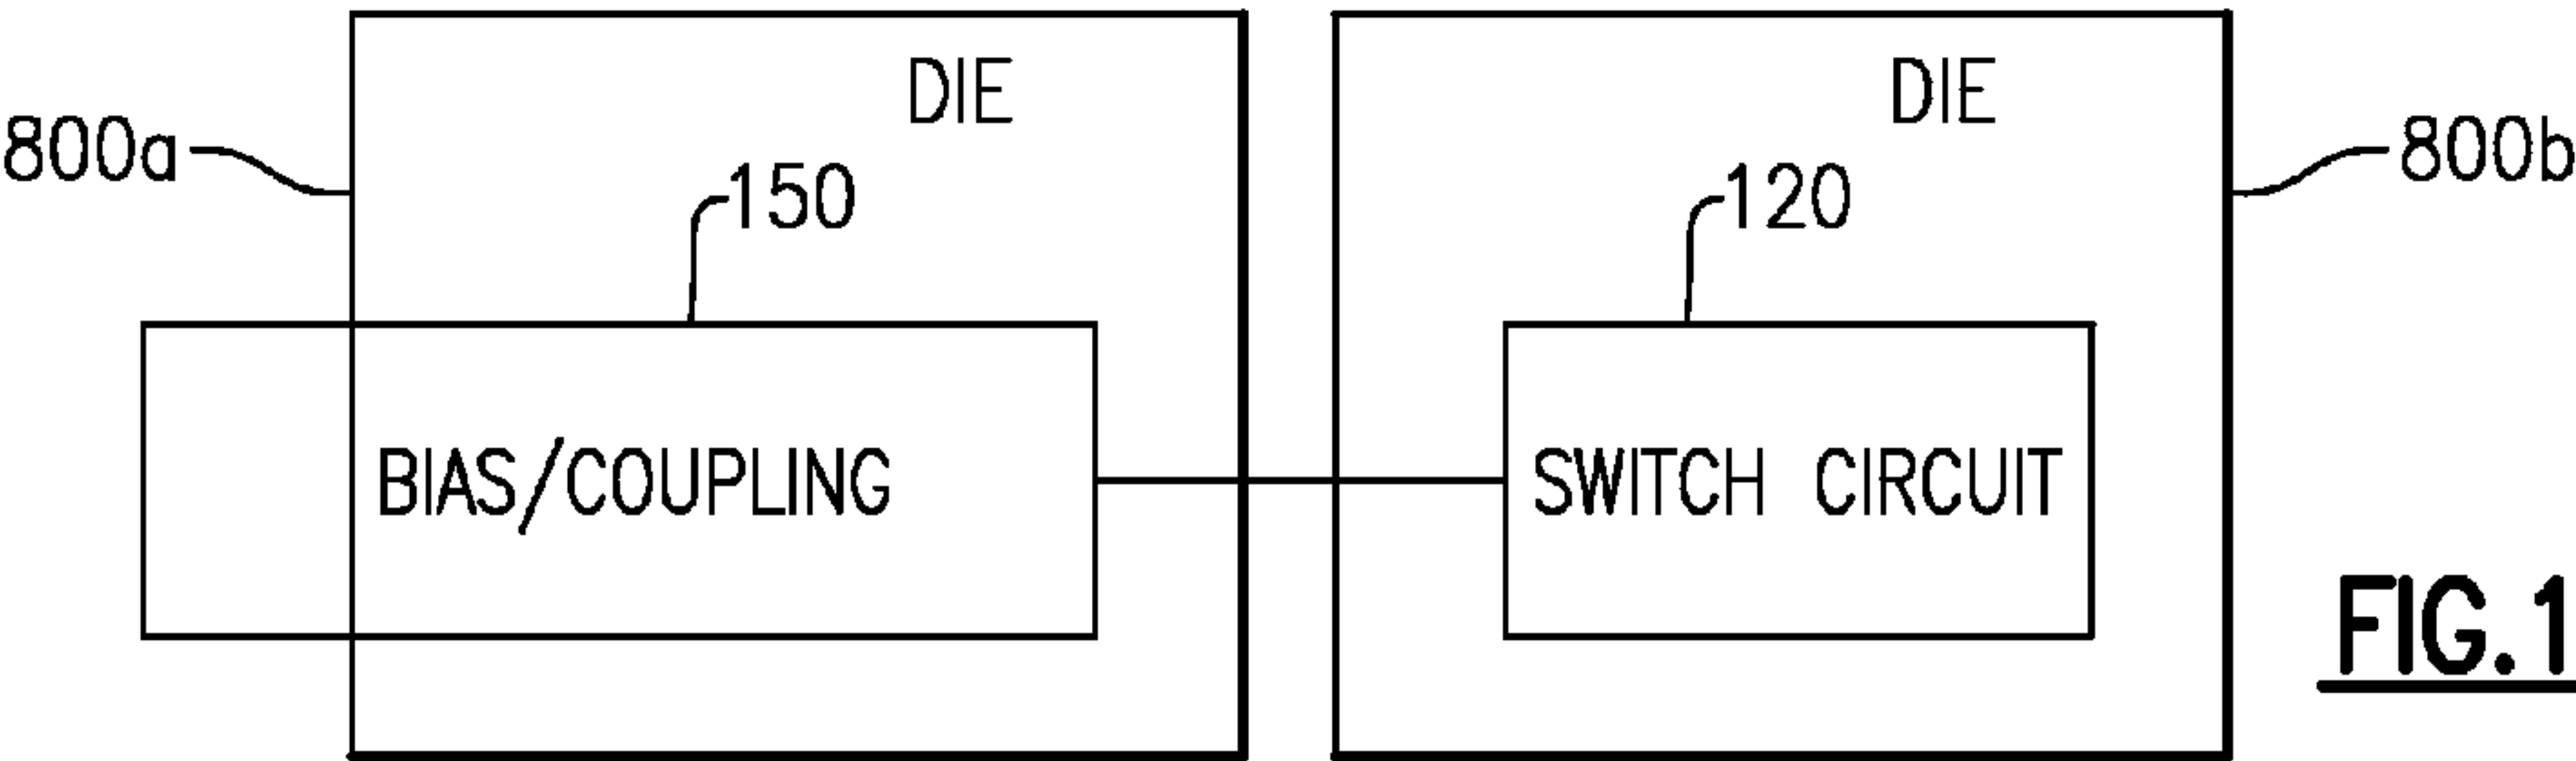 DIE DIE
800a 800b
150 120
BIAS/COUPLING SWITCH CIRCUIT
FIG.1